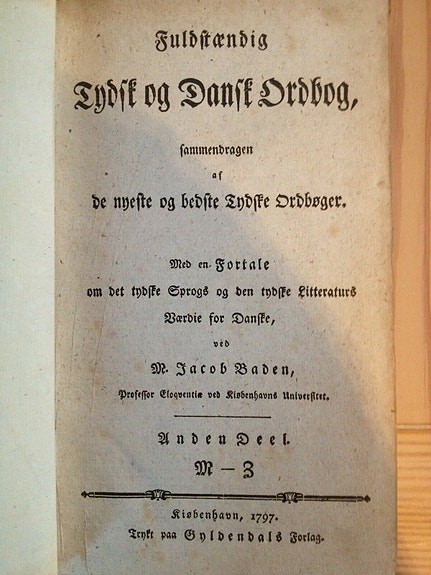 Fuldstændig
Tydsk og Dansk Ordbog,
sammendragen
af
de nyeste og bedste Tydske Ordbøger.
Med en Fortale
om det tydske Sprogs og den tydske Litteraturs
Værdie for Danske,
ved
M. Jacob Baden,
Professor Eloqventiæ ved Kiøbenhavns Universitet.
Anden Deel.
M — Z
Kiøbenhavn, 1797.
Trykt paa Gyldendals Forlag.